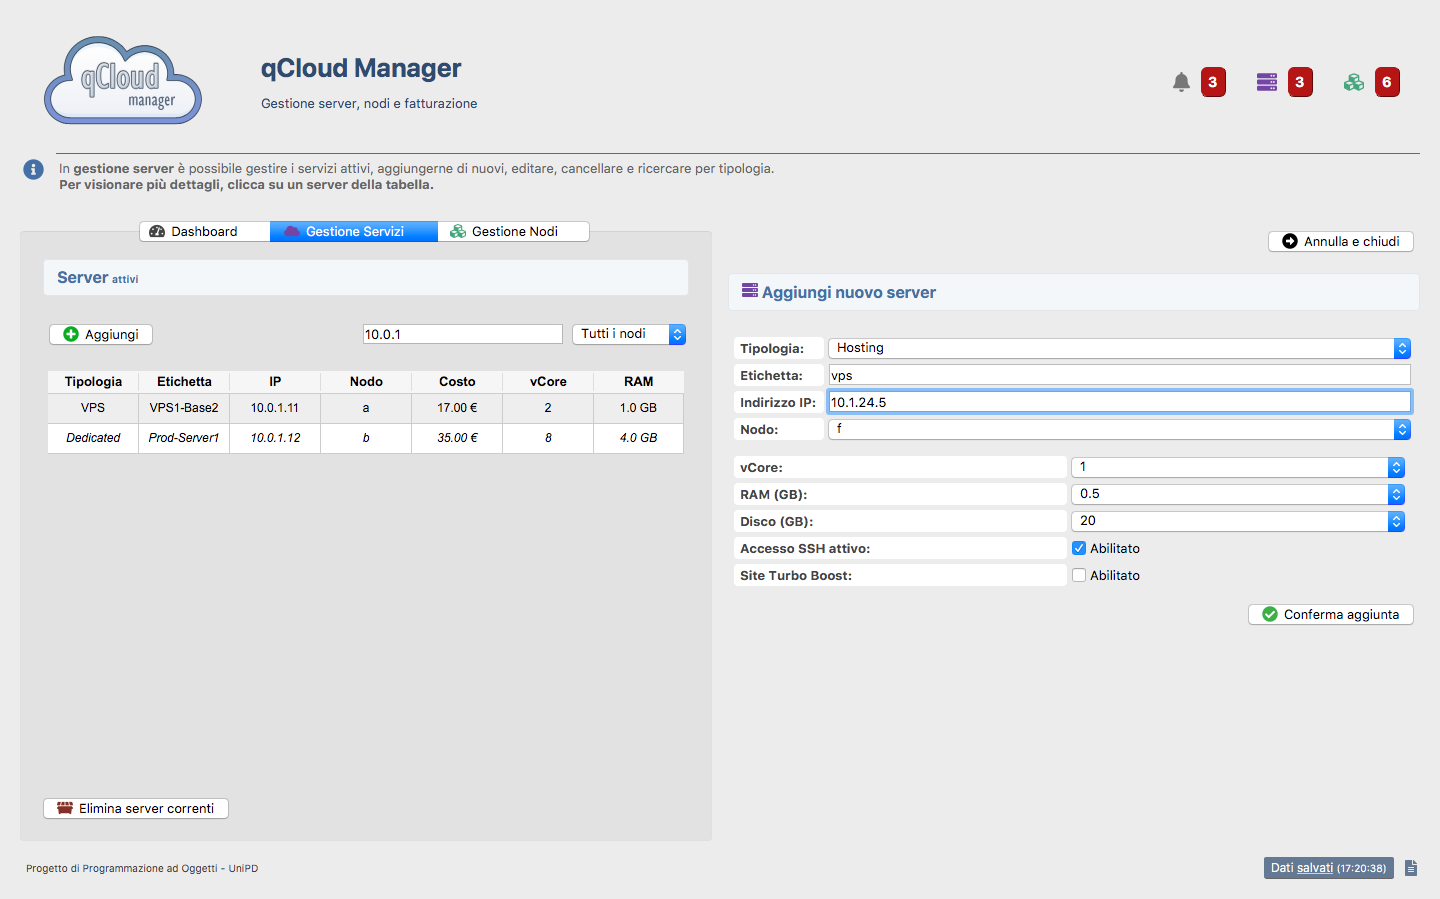 qCloud
manager
qCloud Manager
Gestione server, nodi e fatturazione
3
3
6
In gestione server è possibile gestire i servizi attivi, aggiungerne di nuovi, editare, cancellare e ricercare per tipologia.
Per visionare più dettagli, clicca su un server della tabella.
Dashboard
Gestione Servizi
Gestione Nodi
Annulla e chiudi
Server attivi
Aggiungi nuovo server
Aggiungi
10.0.1
Tutti i nodi
Tipologia Etichetta IP Nodo Costo vCore RAM
VPS VPS1-Base2 10.0.1.11 a 17.00 € 2 1.0 GB
Dedicated Prod-Server1 10.0.1.12 b 35.00 € 8 4.0 GB
Tipologia: Hosting
Etichetta: vps
Indirizzo IP: 10.1.24.5
Nodo: f
vCore: 1
RAM (GB): 0.5
Disco (GB): 20
Accesso SSH attivo: Abilitato
Site Turbo Boost: Abilitato
Conferma aggiunta
Elimina server correnti
Progetto di Programmazione ad Oggetti - UniPD
Dati salvati (17:20:38)